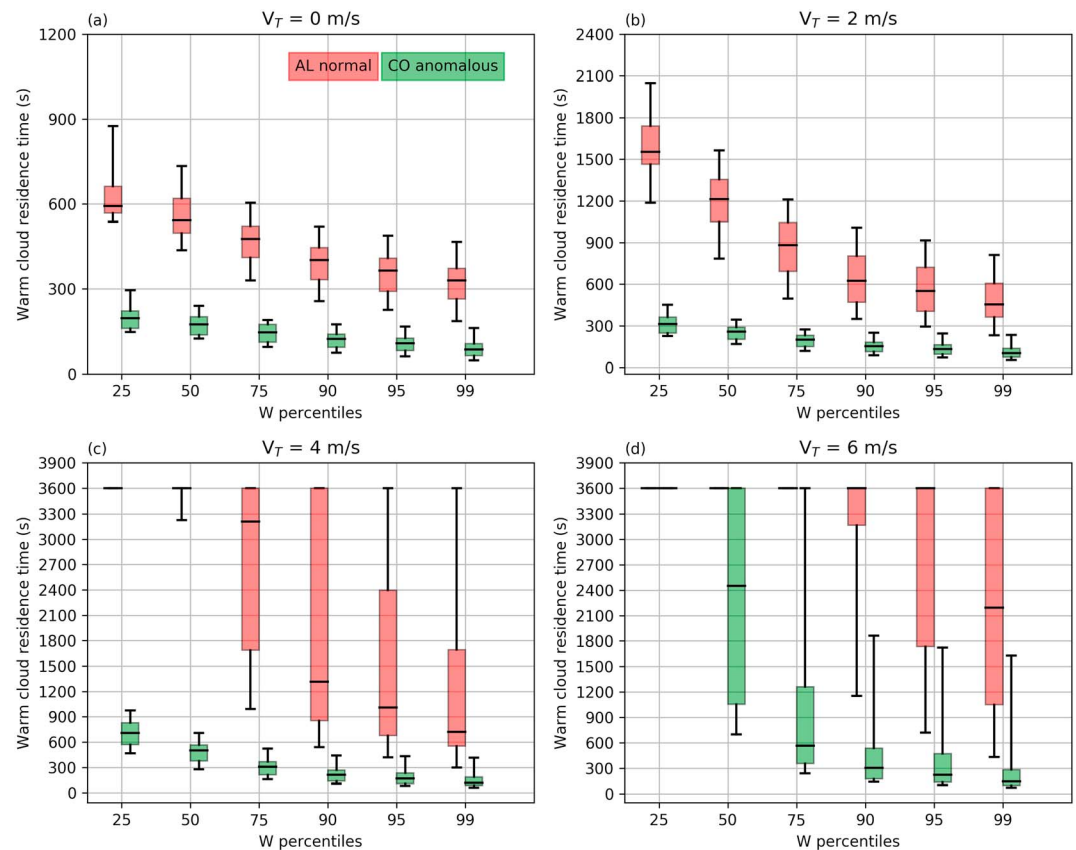 (a) V_T = 0 m/s
AL normal CO anomalous
Warm cloud residence time (s)
1200
900
600
300
0
25 50 75 90 95 99
W percentiles
(b) V_T = 2 m/s
Warm cloud residence time (s)
2400
2100
1800
1500
1200
900
600
300
0
25 50 75 90 95 99
W percentiles
(c) V_T = 4 m/s
Warm cloud residence time (s)
3900
3600
3300
3000
2700
2400
2100
1800
1500
1200
900
600
300
0
25 50 75 90 95 99
W percentiles
(d) V_T = 6 m/s
Warm cloud residence time (s)
3900
3600
3300
3000
2700
2400
2100
1800
1500
1200
900
600
300
0
25 50 75 90 95 99
W percentiles